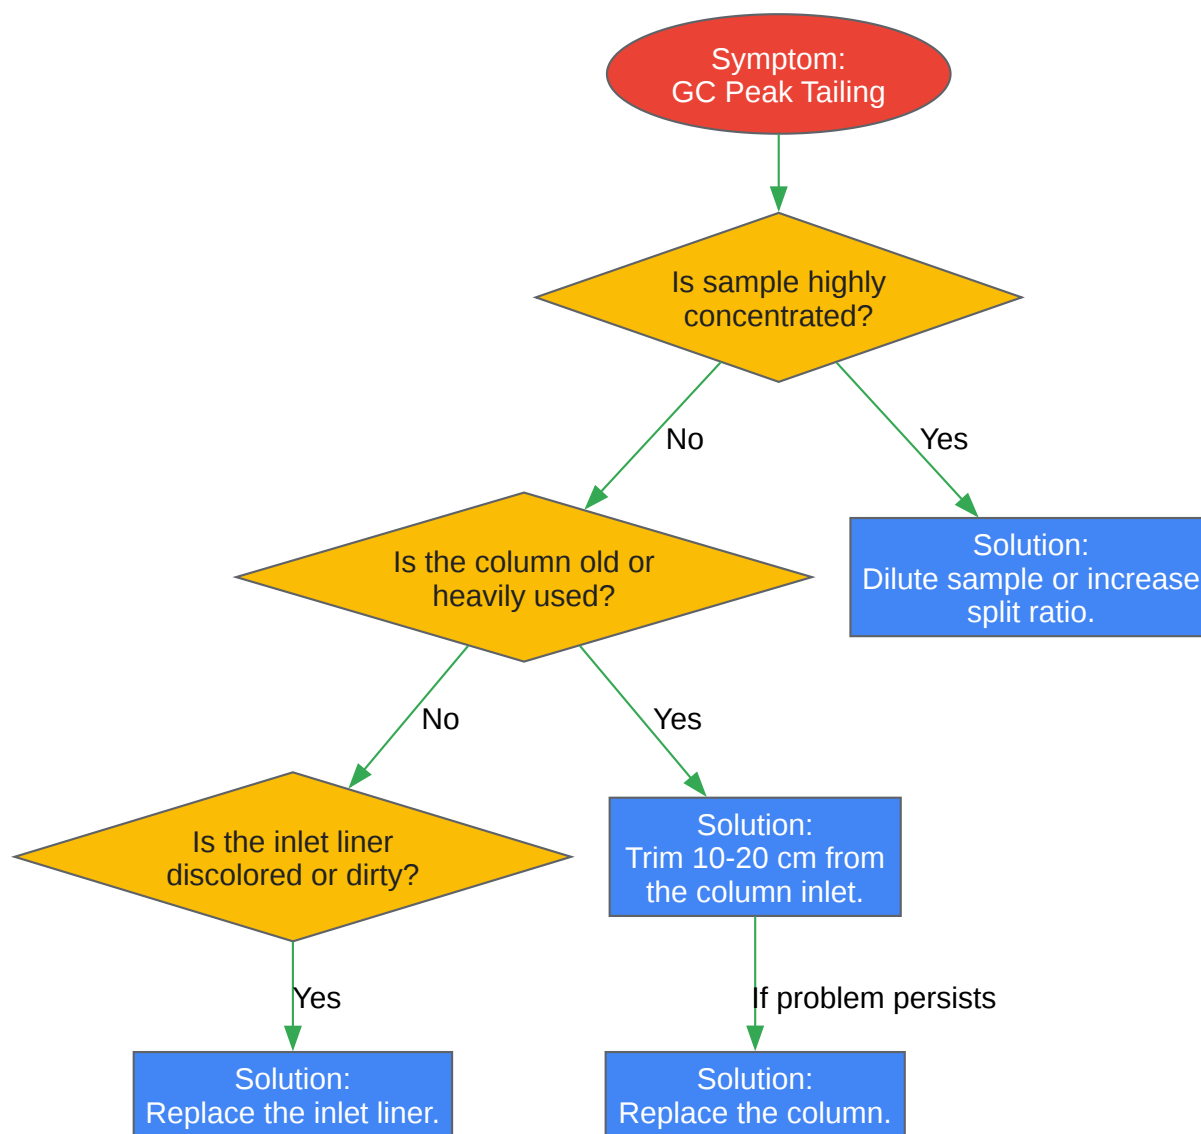 Symptom:
GC Peak Tailing
Is sample highly
concentrated?
No
Yes
Is the column old or
heavily used?
Solution:
Dilute sample or increase
split ratio.
No
Yes
Is the inlet liner
discolored or dirty?
Solution:
Trim 10-20 cm from
the column inlet.
Yes
If problem persists
Solution:
Replace the inlet liner.
Solution:
Replace the column.